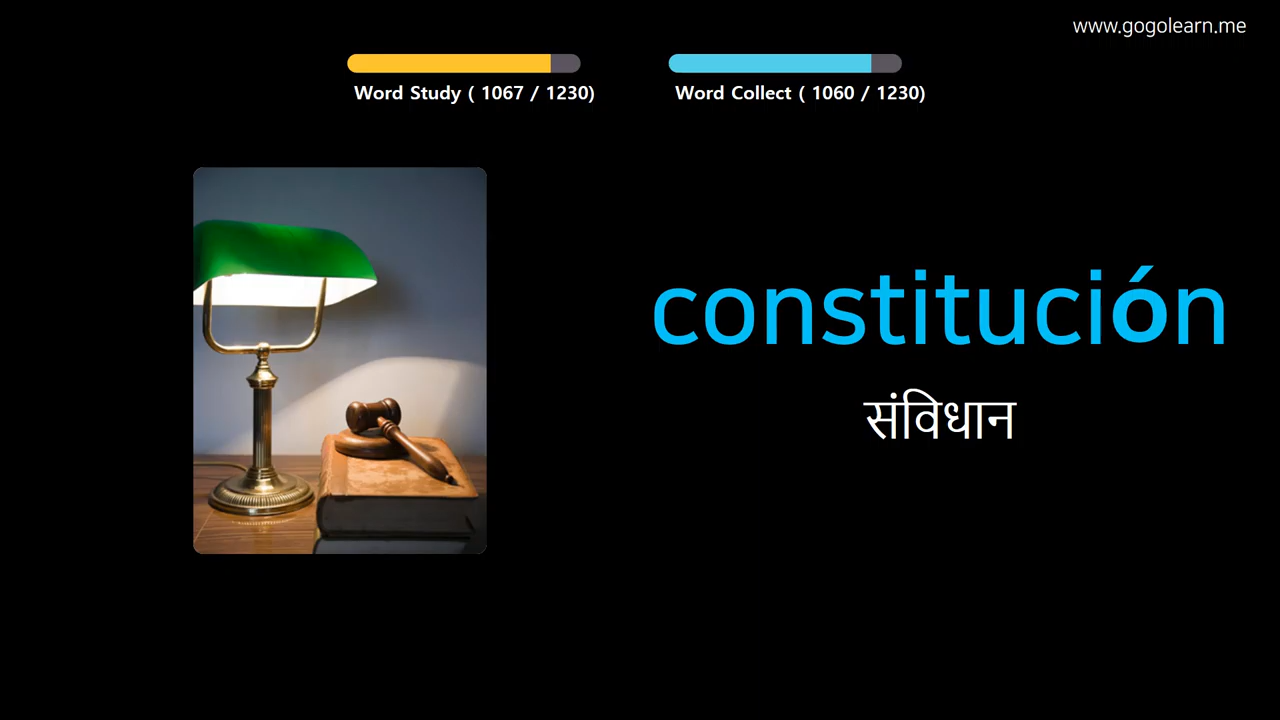 www.gogolearn.me
Word Study ( 1067 / 1230)
Word Collect ( 1060 / 1230)
constitución
संविधान